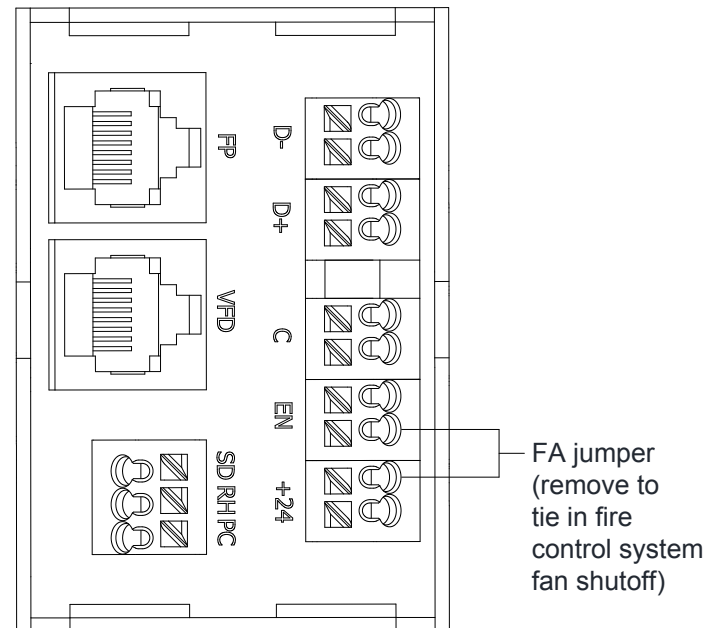 FP
D-
D+
VFD
C
EN
SD RH PC
+24
FA jumper
(remove to
tie in fire
control system
fan shutoff)